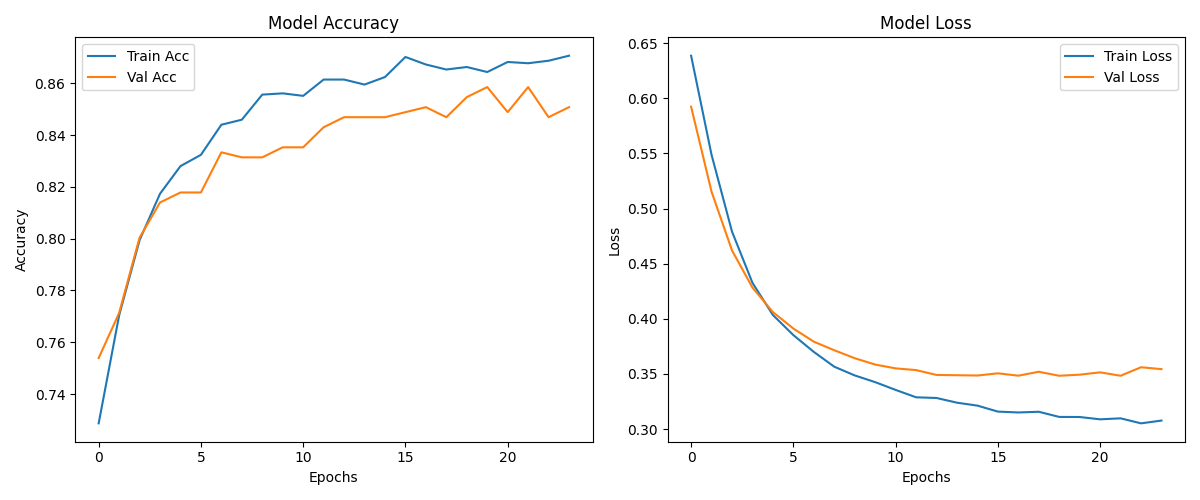 Model Accuracy
Train Acc
Val Acc
0.86
0.84
0.82
0.80
0.78
0.76
0.74
Accuracy
0
5
10
15
20
Epochs
Model Loss
Train Loss
Val Loss
0.65
0.60
0.55
0.50
0.45
0.40
0.35
0.30
Loss
0
5
10
15
20
Epochs